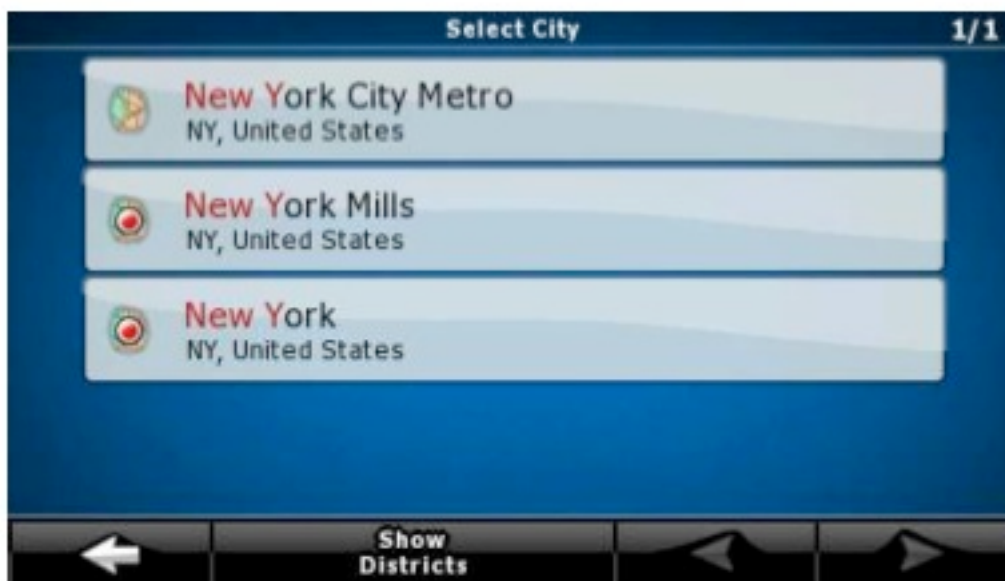 Select City
1/1
New York City Metro
NY, United States
New York Mills
NY, United States
New York
NY, United States
Show
Districts